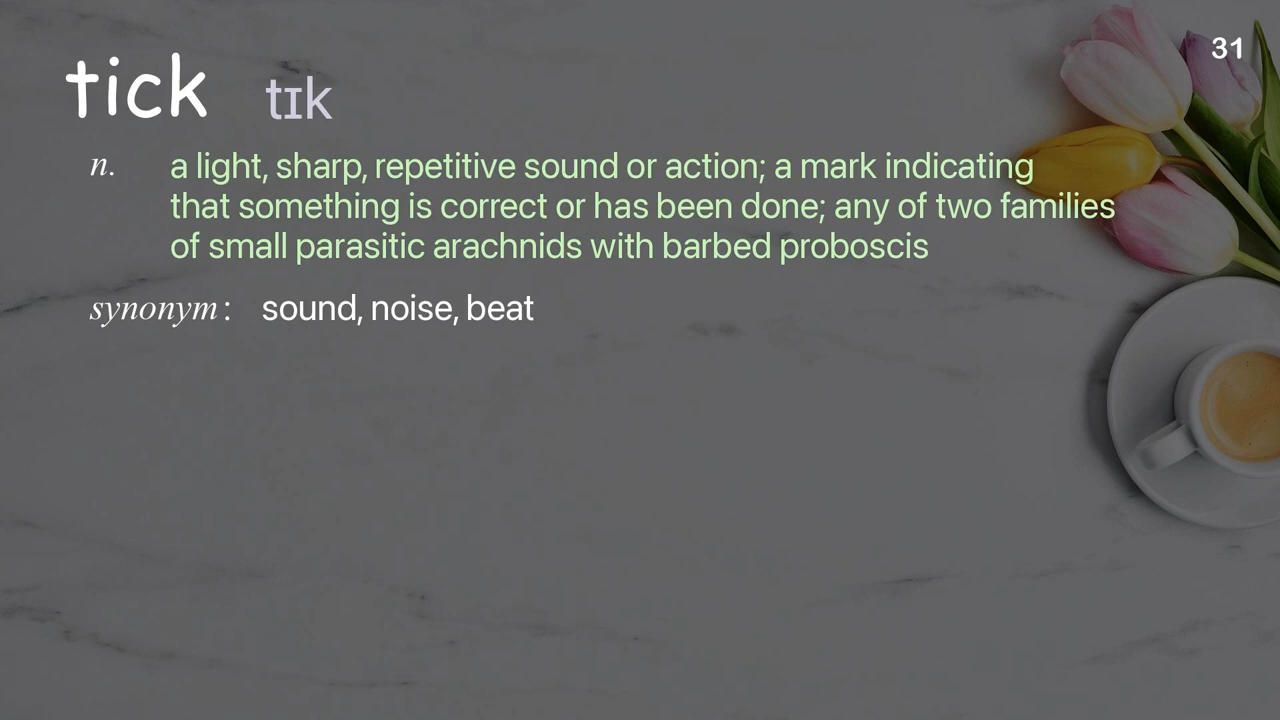 31
tick tɪk
n. a light, sharp, repetitive sound or action; a mark indicating
that something is correct or has been done; any of two families
of small parasitic arachnids with barbed proboscis
synonym: sound, noise, beat